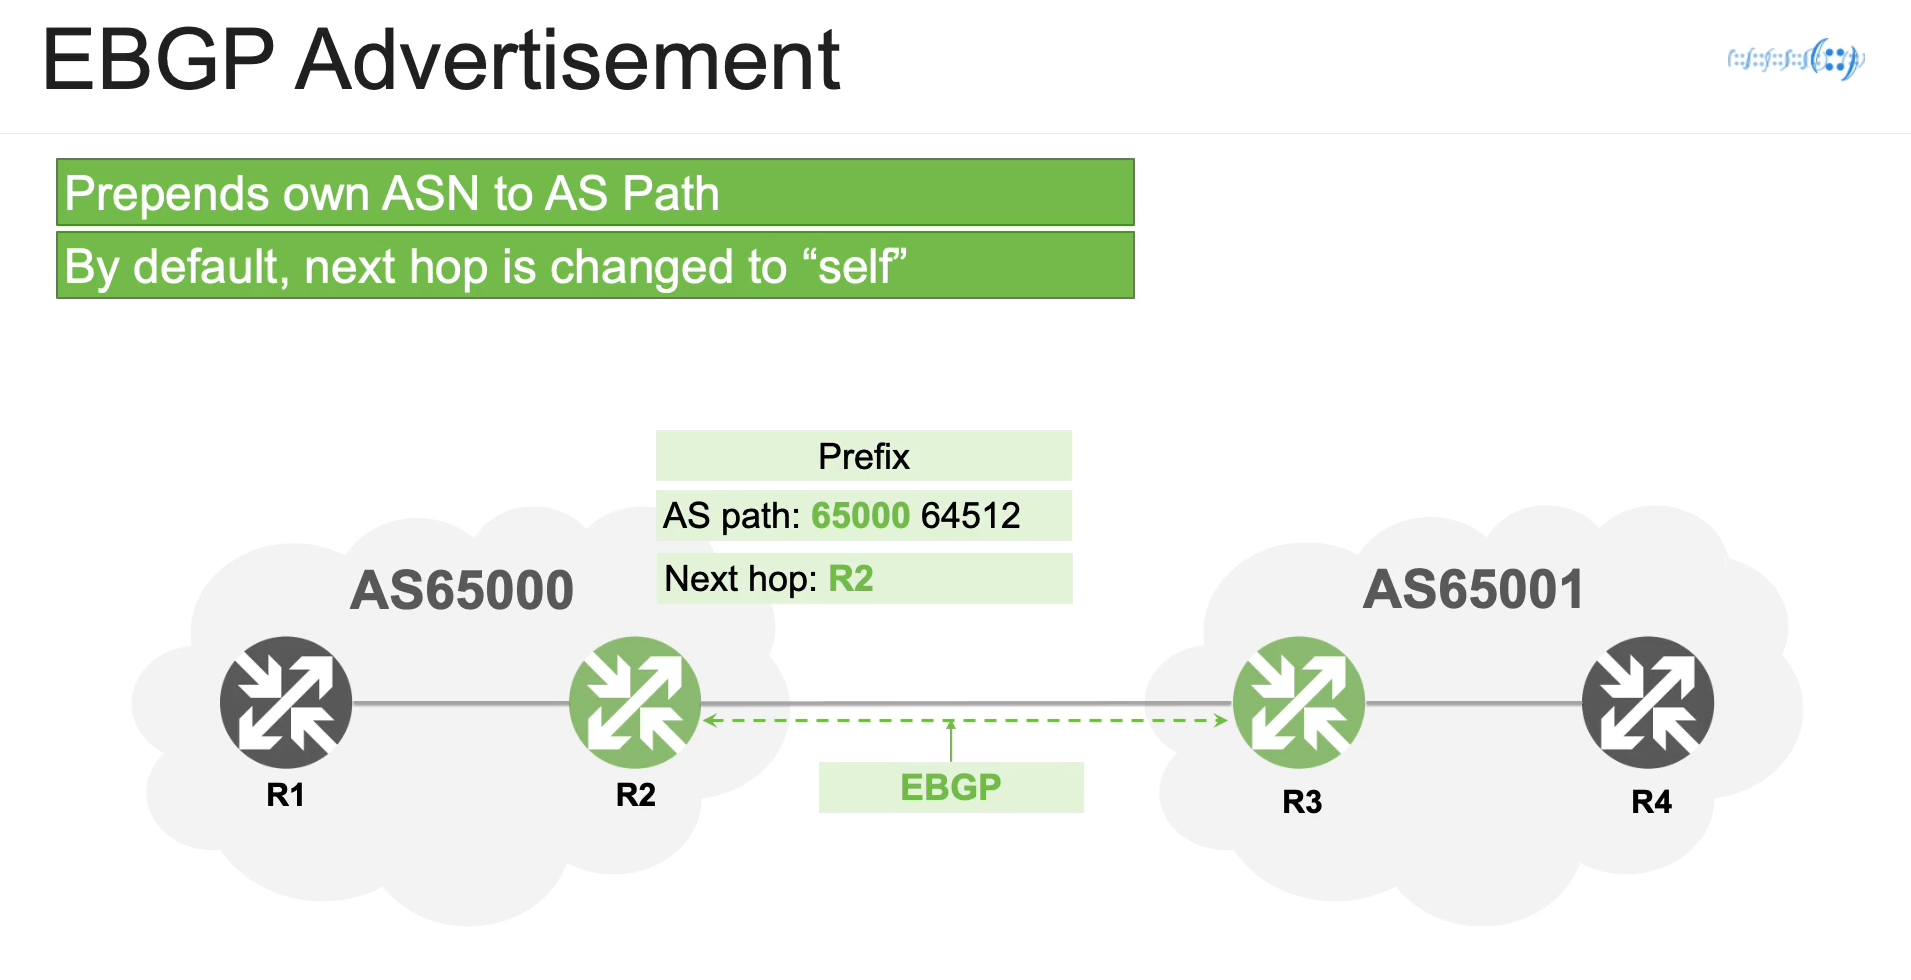 EBGP Advertisement
Prepends own ASN to AS Path
By default, next hop is changed to “self”
Prefix
AS path: 65000 64512
Next hop: R2
AS65000
AS65001
R1
R2
EBGP
R3
R4